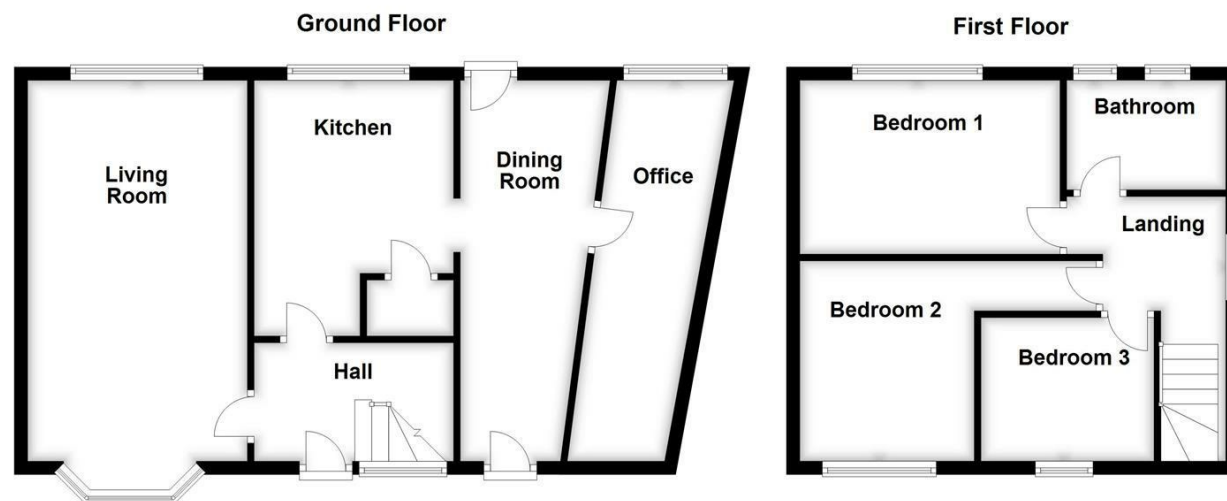 Ground Floor
Living
Room
Kitchen
Dining
Room
Office
Hall
First Floor
Bedroom 1
Bathroom
Landing
Bedroom 2
Bedroom 3